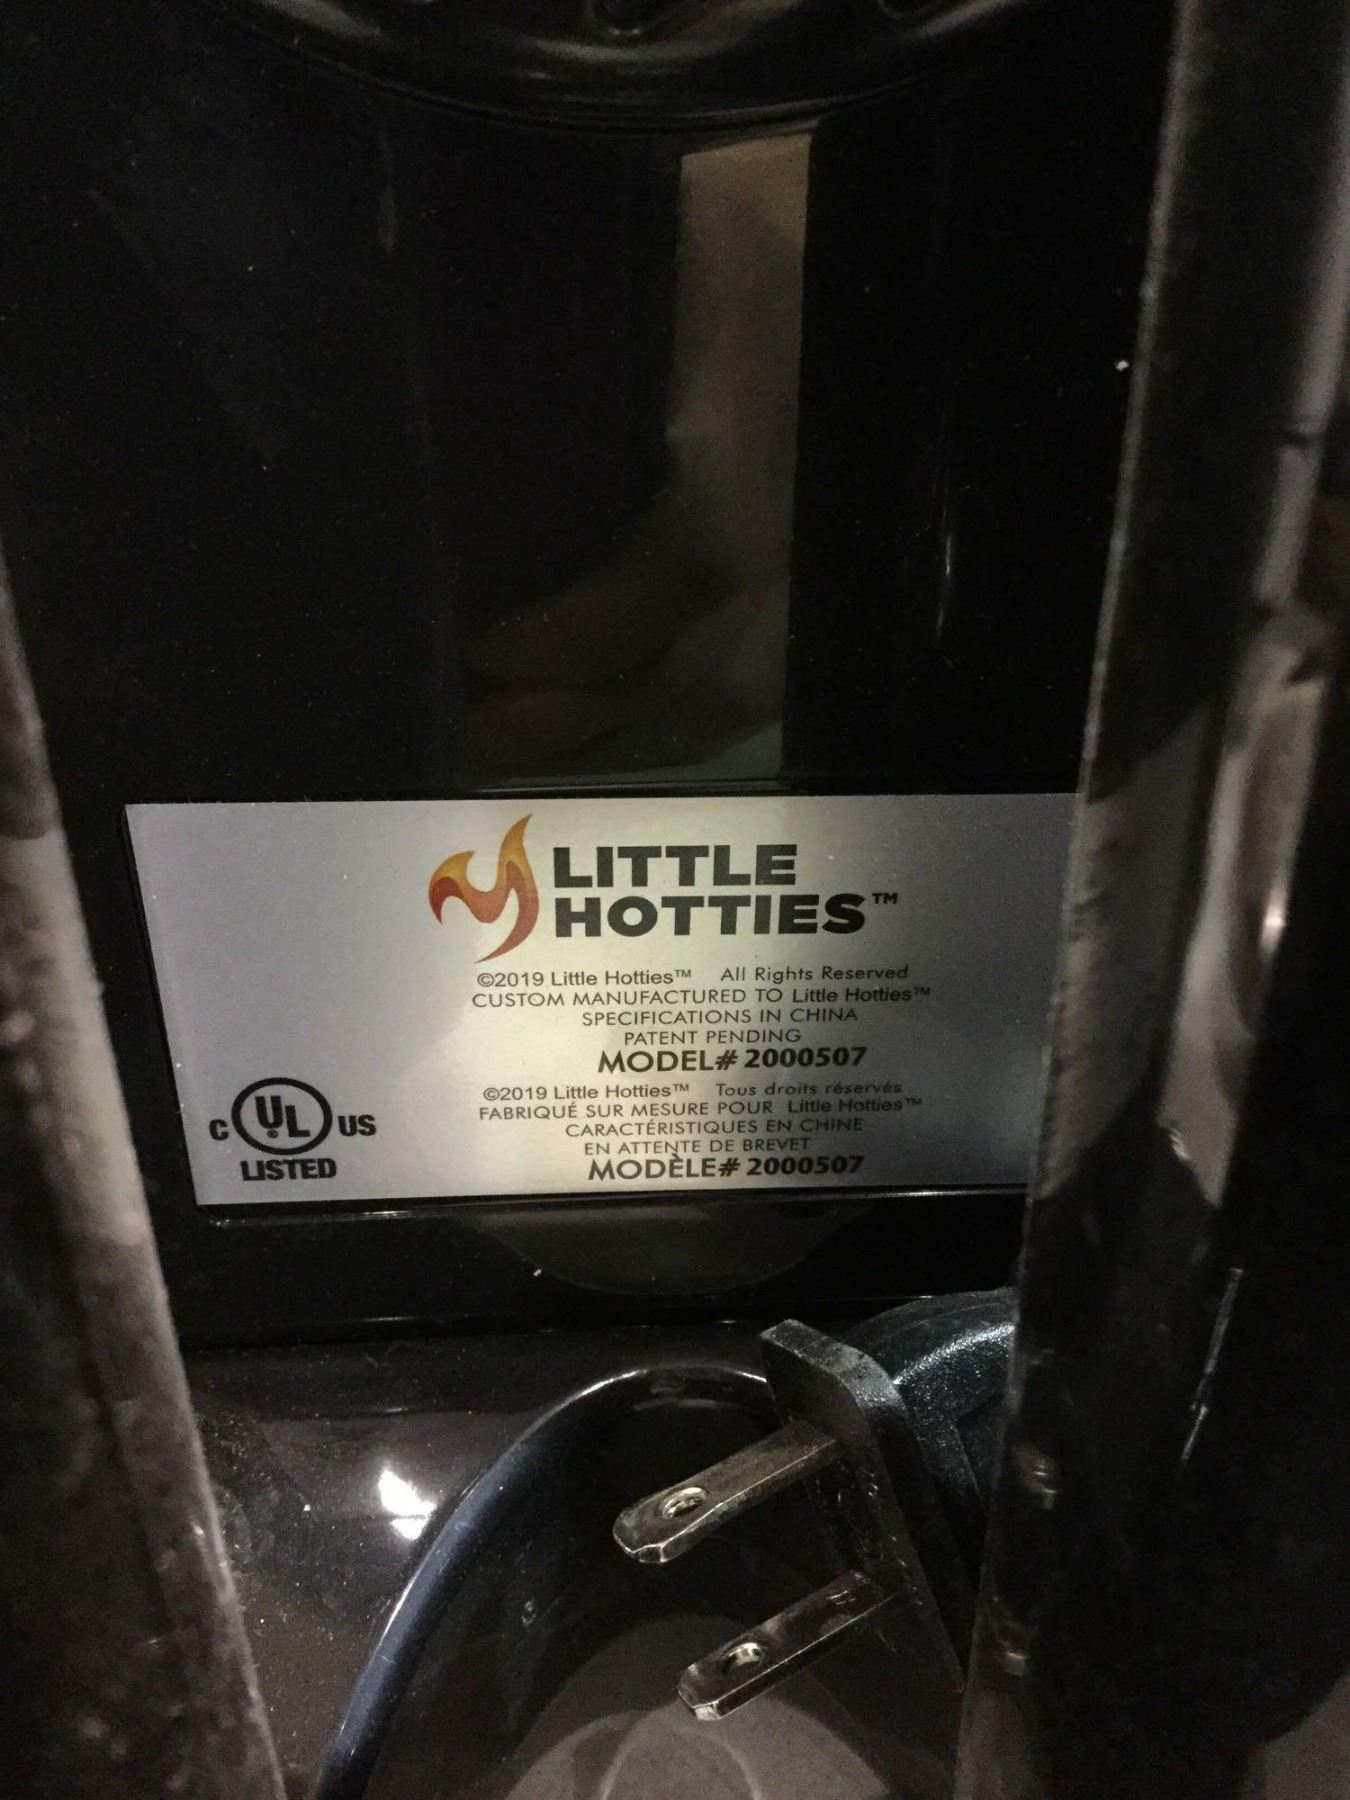 LITTLE
HOTTIES™
©2019 Little Hotties™ All Rights Reserved
CUSTOM MANUFACTURED TO Little Hotties™
SPECIFICATIONS IN CHINA
PATENT PENDING
MODEL# 2000507
©2019 Little Hotties™ Tous droits réservés
FABRIQUÉ SUR MESURE POUR Little Hotties™
CARACTÉRISTIQUES EN CHINE
EN ATTENTE DE BREVET
MODÈLE# 2000507
C UL US
LISTED